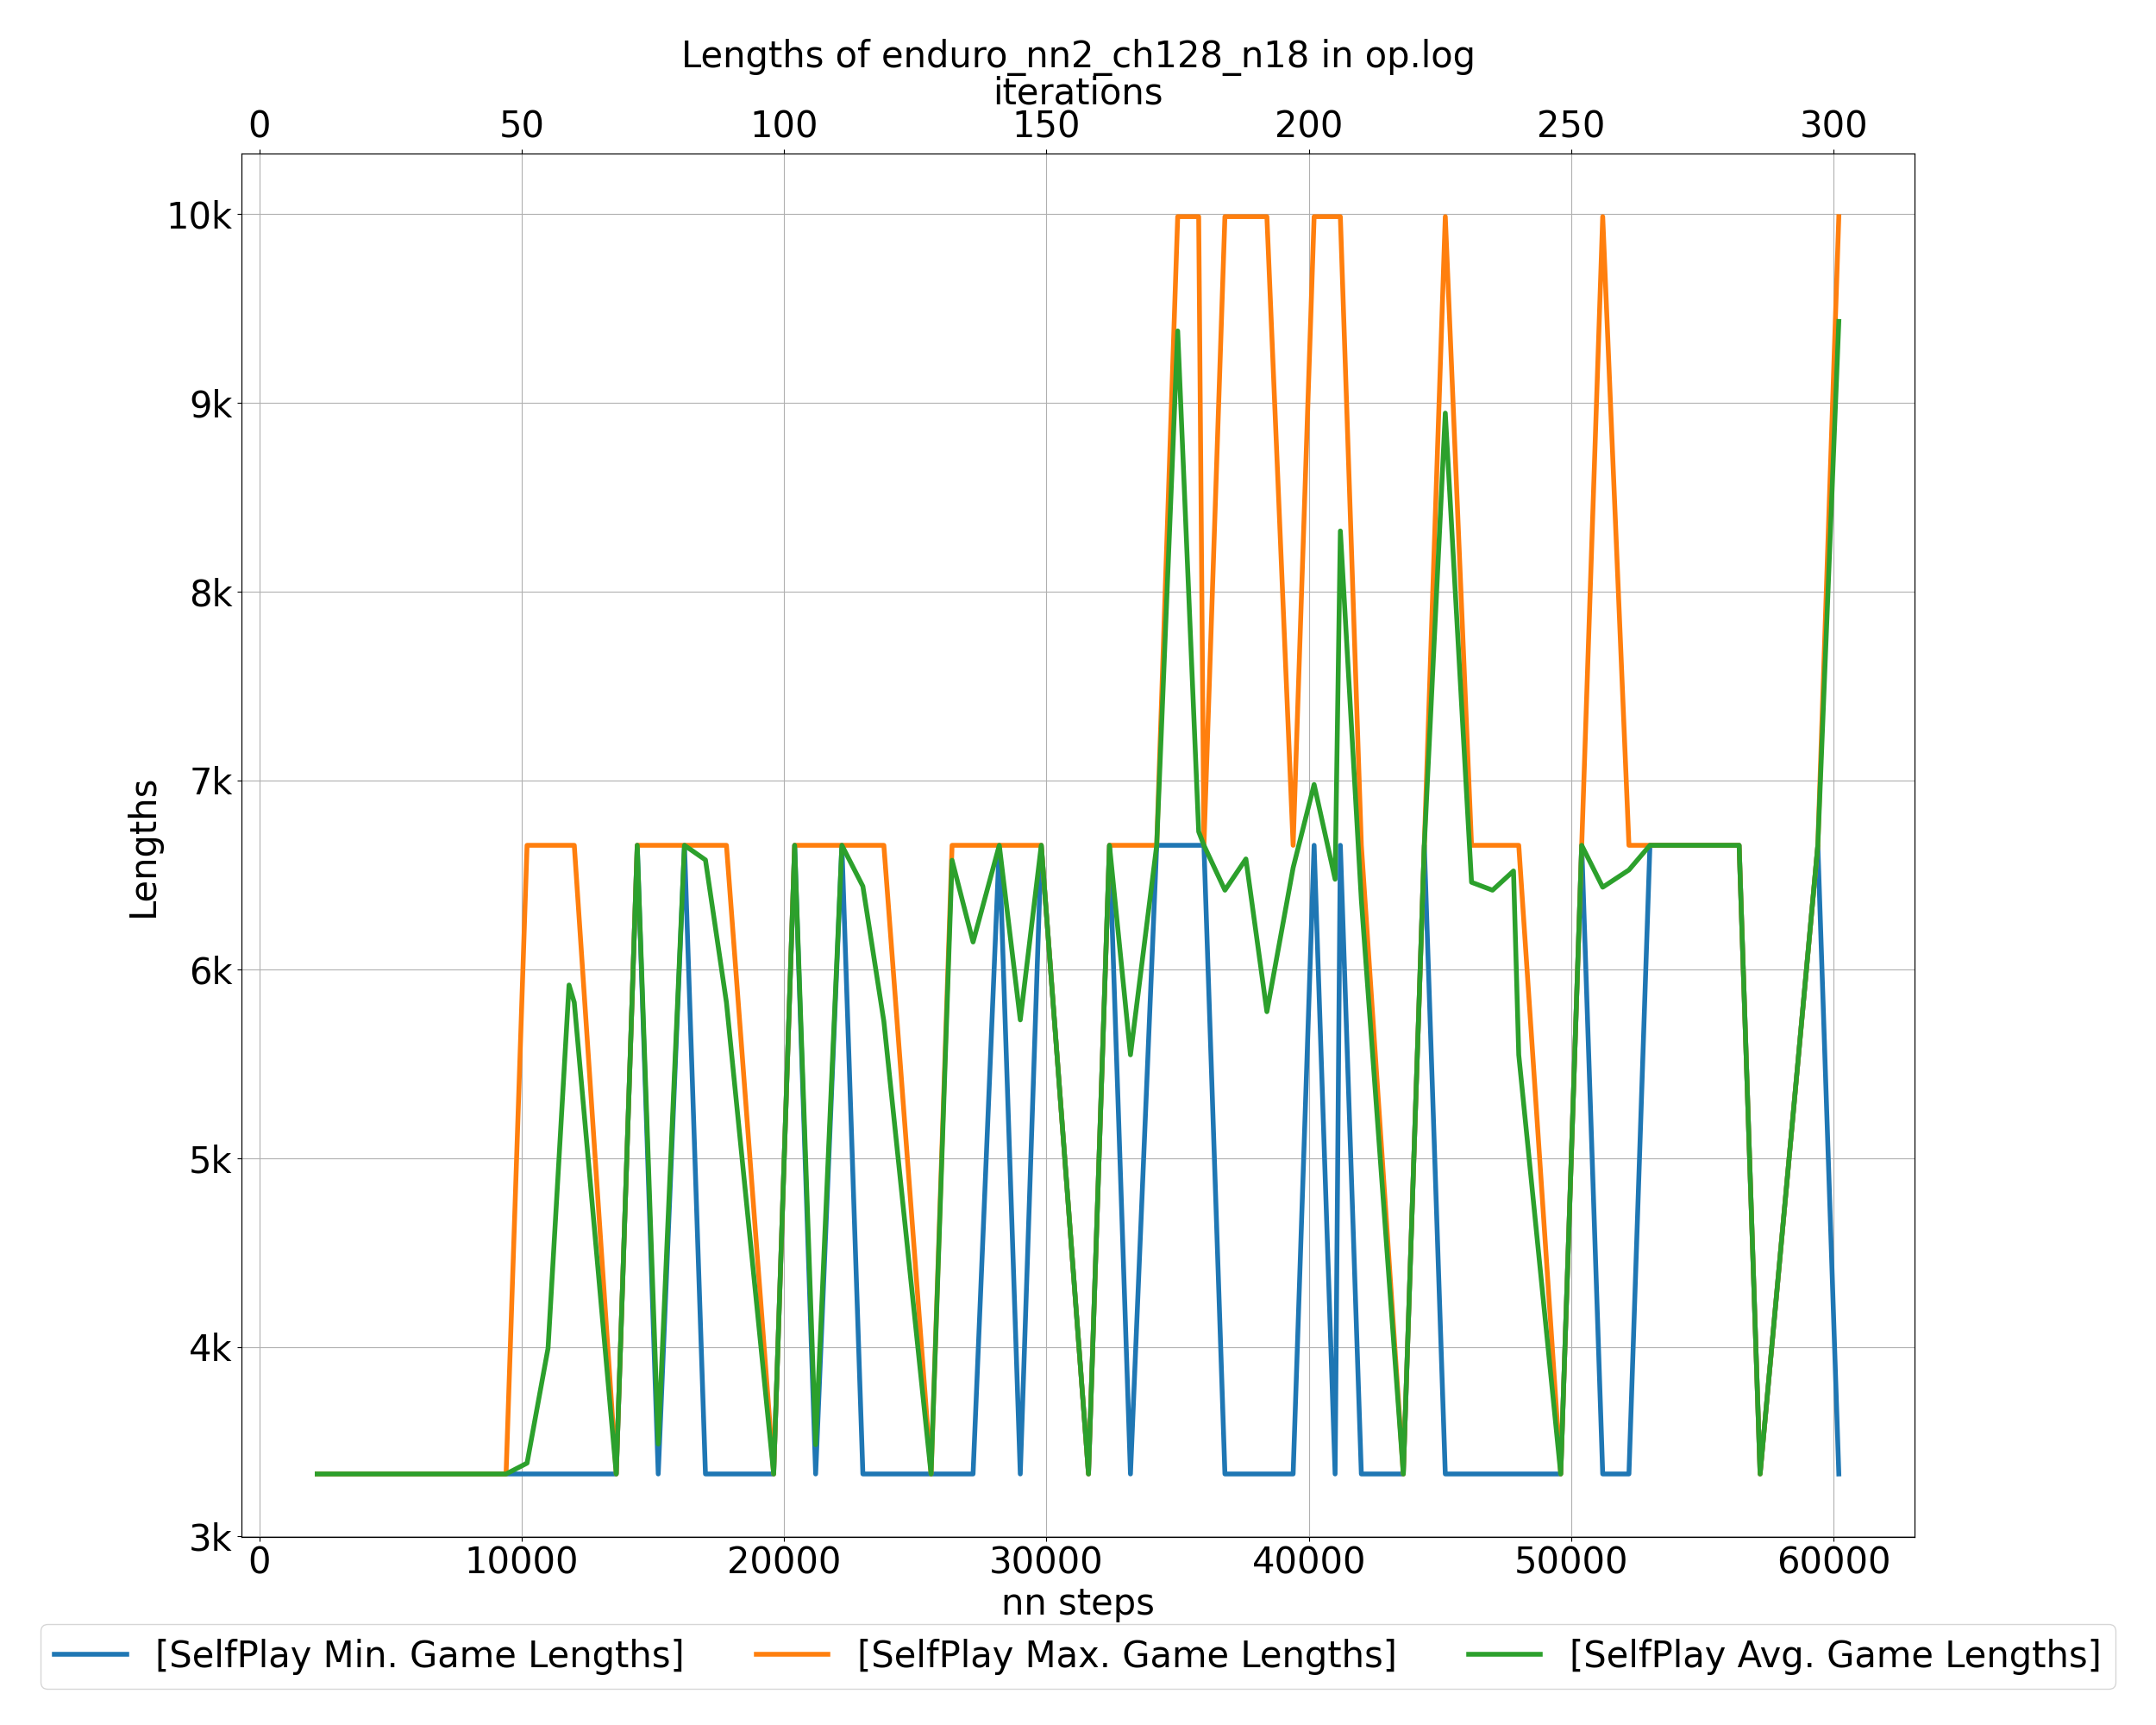 Lengths of enduro_nn2_ch128_n18 in op.log
iterations
0 50 100 150 200 250 300
10k
9k
8k
7k
6k
5k
4k
3k
Lengths
0 10000 20000 30000 40000 50000 60000
nn steps
[SelfPlay Min. Game Lengths] [SelfPlay Max. Game Lengths] [SelfPlay Avg. Game Lengths]